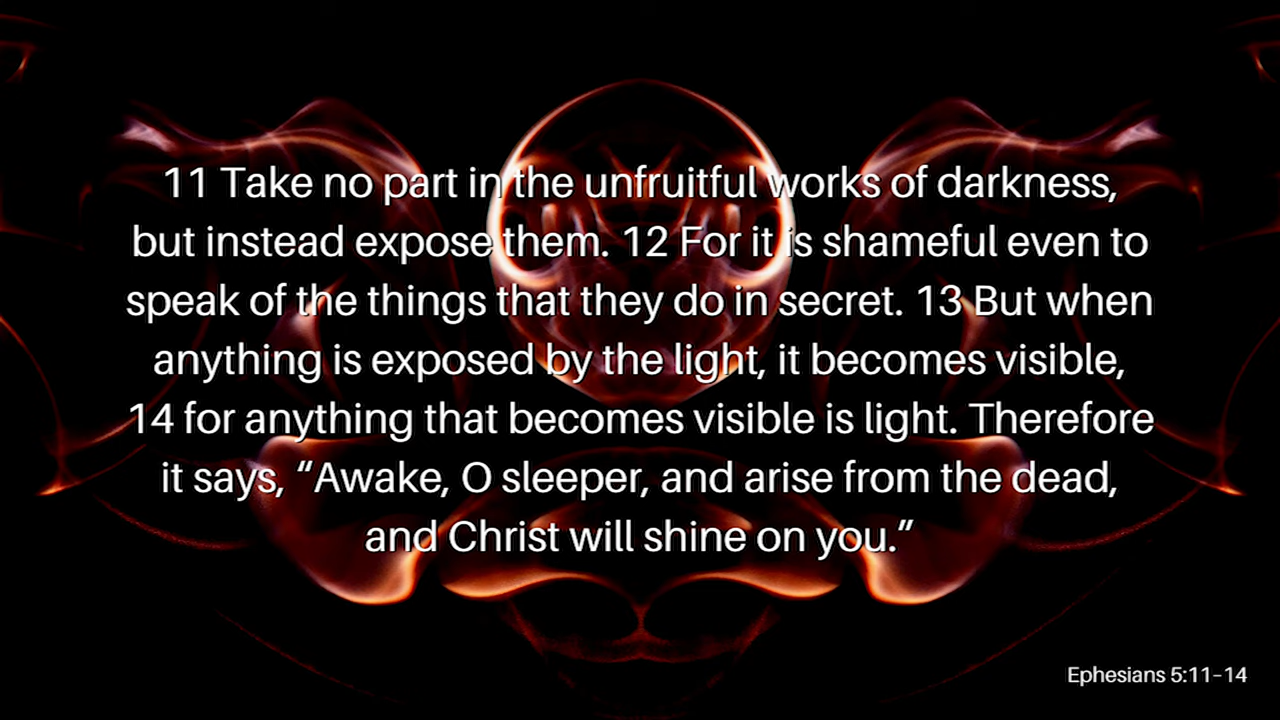 11 Take no part in the unfruitful works of darkness,
but instead expose them. 12 For it is shameful even to
speak of the things that they do in secret. 13 But when
anything is exposed by the light, it becomes visible,
14 for anything that becomes visible is light. Therefore
it says, “Awake, O sleeper, and arise from the dead,
and Christ will shine on you.”
Ephesians 5:11–14